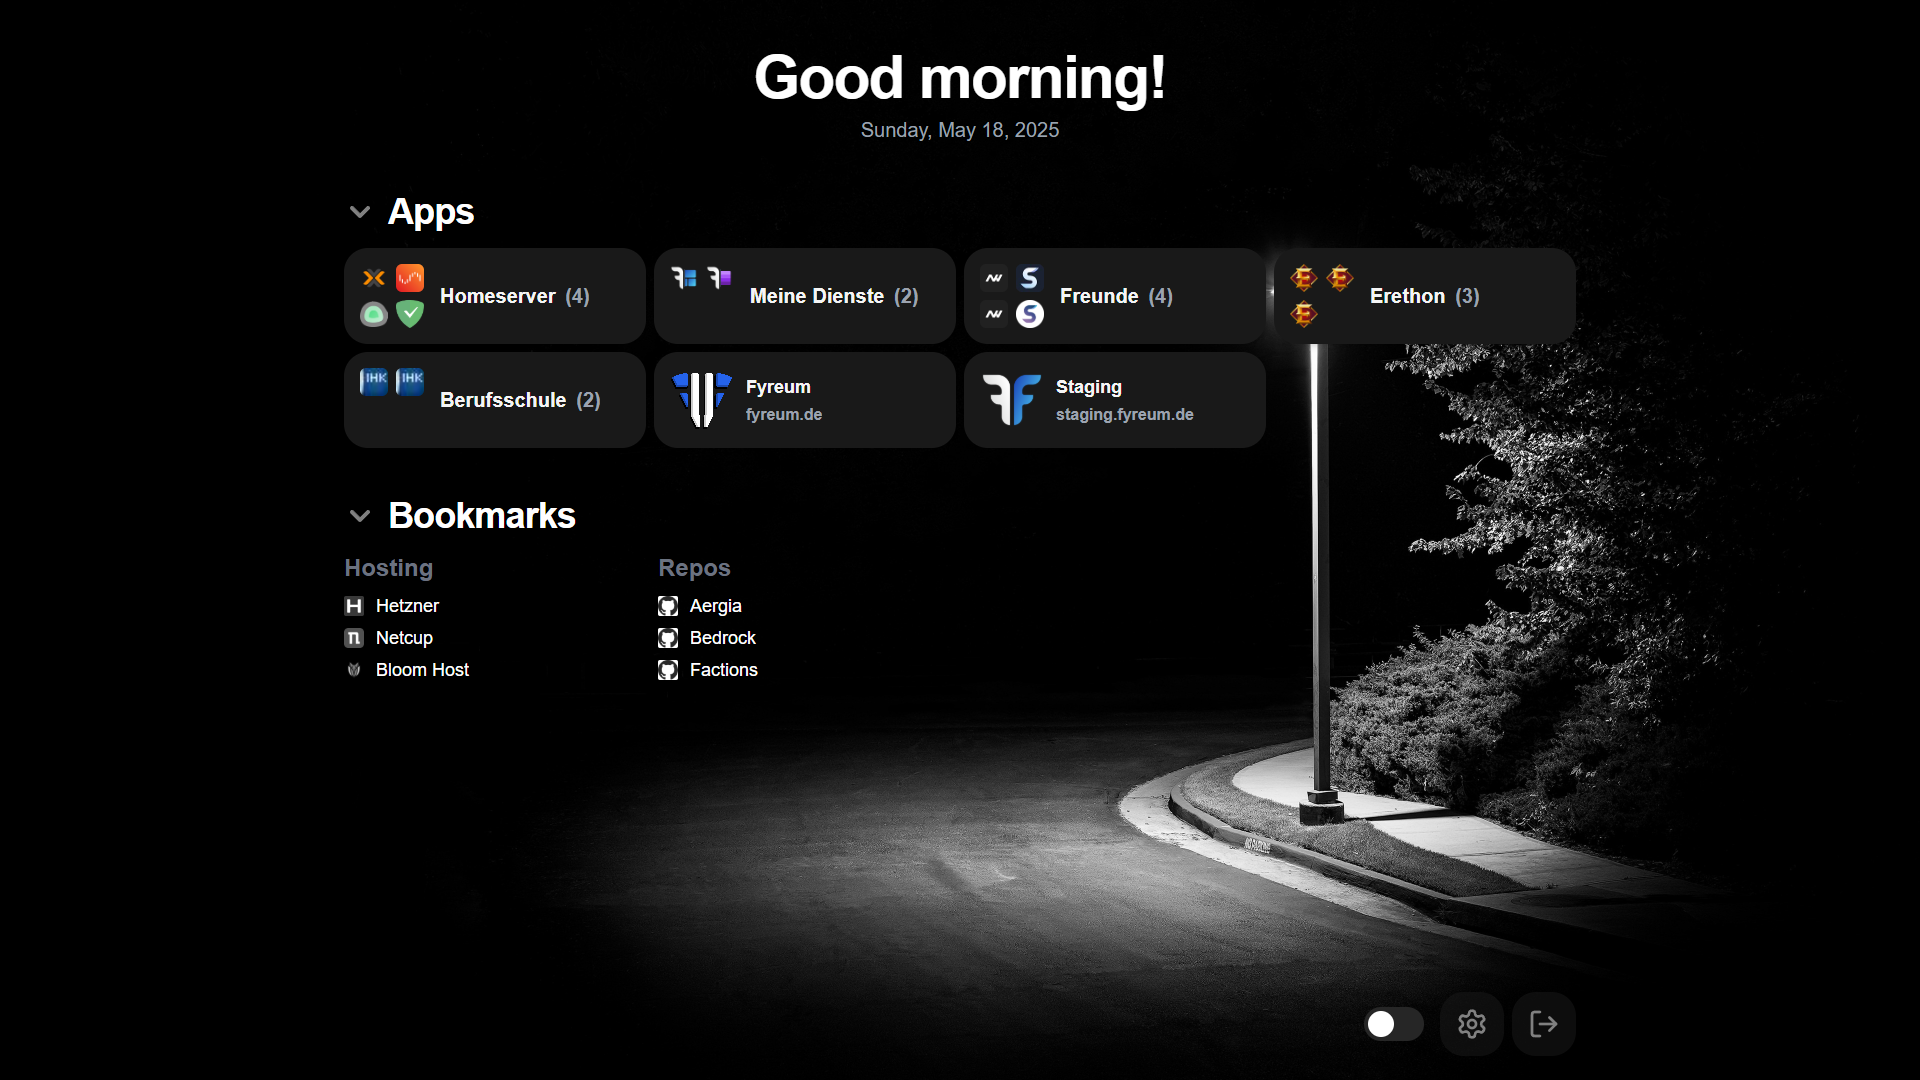 Good morning!
Sunday, May 18, 2025
Apps
Homeserver (4)
Meine Dienste (2)
Freunde (4)
Erethon (3)
IHK IHK
Berufsschule (2)
Fyreum
fyreum.de
Staging
staging.fyreum.de
Bookmarks
Hosting
Hetzner
Netcup
Bloom Host
Repos
Aergia
Bedrock
Factions